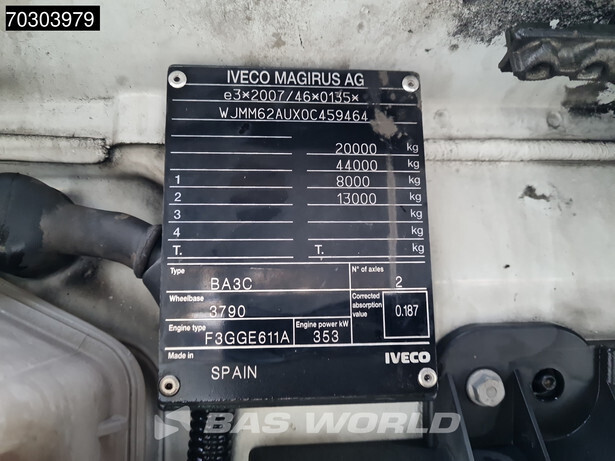 70303979
IVECO MAGIRUS AG
e3*2007/46*0135*
WJMM62AUX0C459464
20000 kg
44000 kg
1 8000 kg
2 13000 kg
3 kg
4 kg
T. T. kg
Type BA3C N° of axles 2
Wheelbase 3790 Corrected absorption value 0.187
Engine type F3GGE611A Engine power kW 353
Made in SPAIN IVECO
BAS WORLD